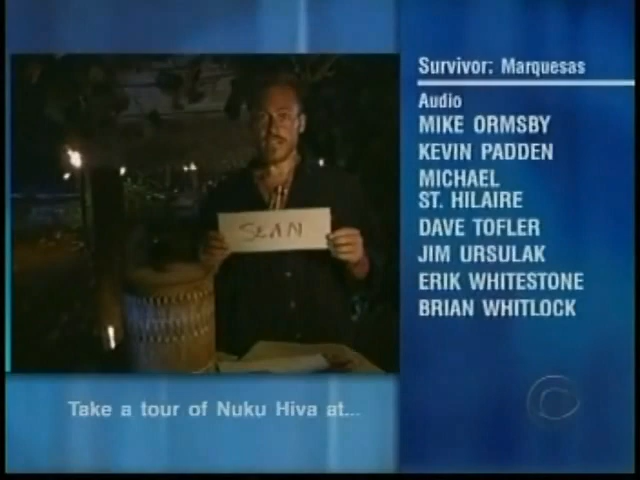 Survivor: Marquesas
Audio
MIKE ORMSBY
KEVIN PADDEN
MICHAEL
ST. HILAIRE
DAVE TOFLER
JIM URSULAK
ERIK WHITESTONE
BRIAN WHITLOCK
SEAN
Take a tour of Nuku Hiva at...